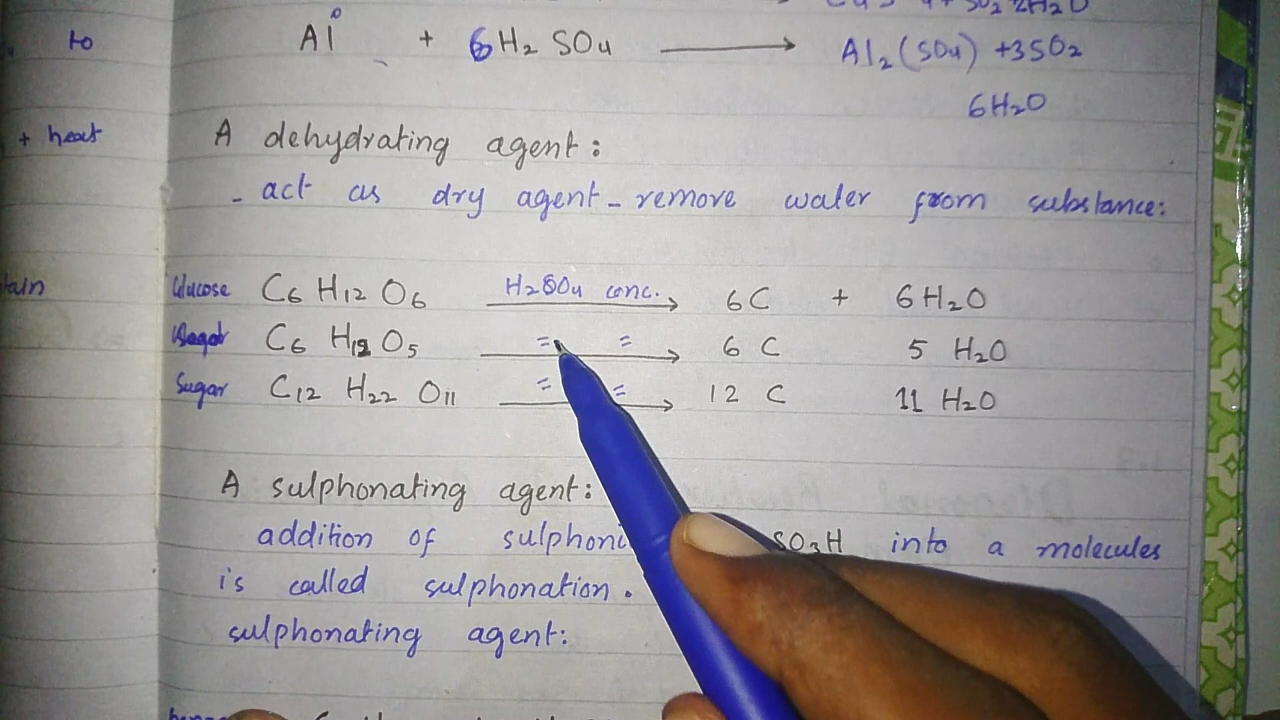 to Al° + 6H₂SO₄ ⟶ Al₂(SO₄) +3SO₂
6H₂O
+ heat A dehydrating agent:
- act as dry agent - remove water from substance:
Glucose C₆ H₁₂ O₆ H₂SO₄ conc. ⟶ 6C + 6H₂O
C₆ H₁₂ O₅ = = ⟶ 6 C 5 H₂O
Sugar C₁₂ H₂₂ O₁₁ = = ⟶ 12 C 11 H₂O
A sulphonating agent:
addition of sulphoni SO₃H into a molecules
is called sulphonation.
sulphonating agent: